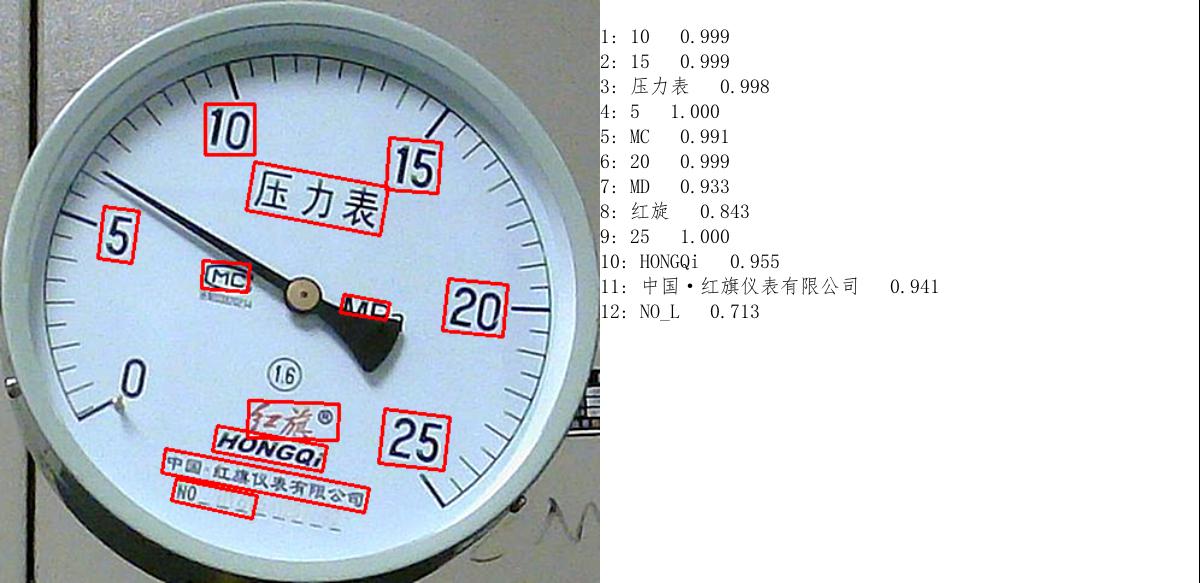 10
15
压力表
5
MC
20
MPa
0
1.6
红旗®
25
HONGQi
中国·红旗仪表有限公司
NO
1: 10 0.999
2: 15 0.999
3: 压力表 0.998
4: 5 1.000
5: MC 0.991
6: 20 0.999
7: MD 0.933
8: 红旋 0.843
9: 25 1.000
10: HONGQi 0.955
11: 中国·红旗仪表有限公司 0.941
12: NO_L 0.713